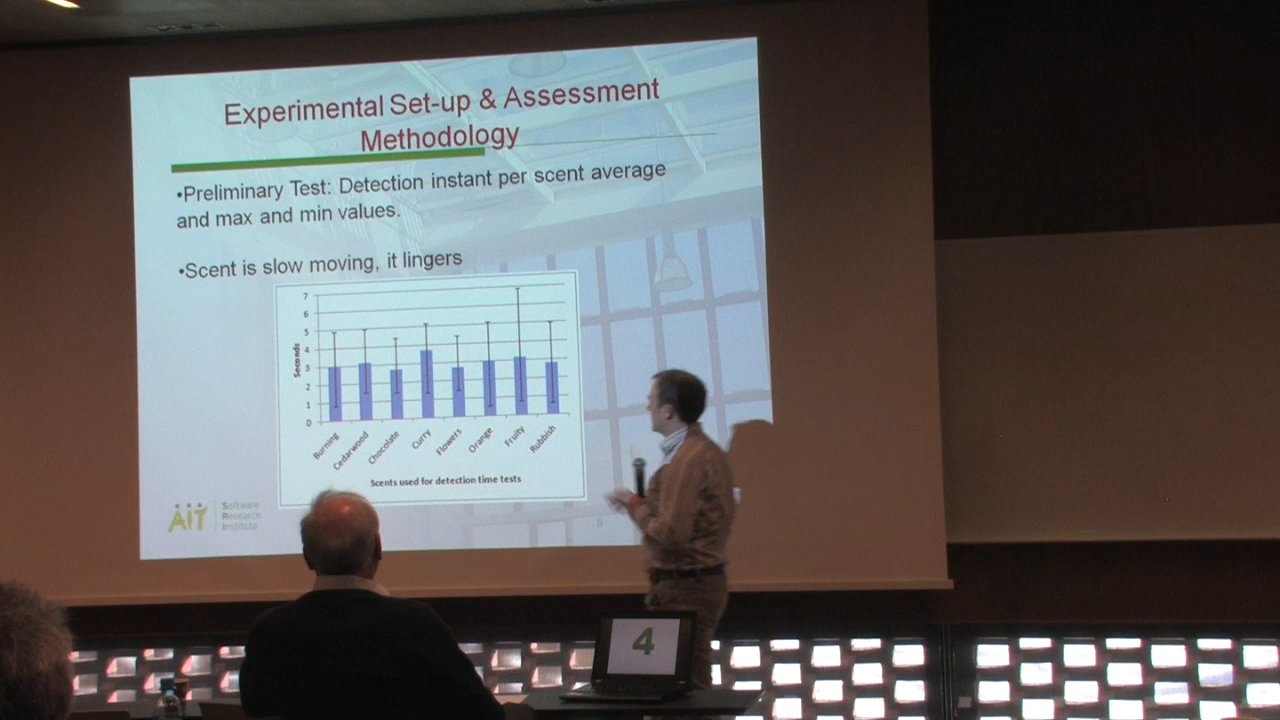 Experimental Set-up & Assessment
Methodology
•Preliminary Test: Detection instant per scent average
and max and min values.
•Scent is slow moving, it lingers
7
6
5
4
3
2
1
0
Seconds
Burning
Cedarwood
Chocolate
Curry
Flowers
Orange
Fruity
Rubbish
Scents used for detection time tests
AIT
Software
Research
Institute
8
4